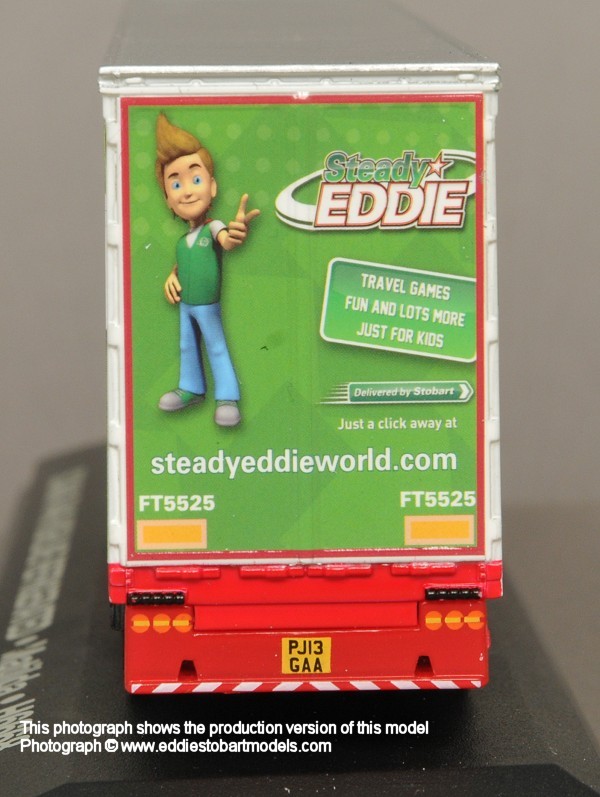 Steady
EDDIE
TRAVEL GAMES
FUN AND LOTS MORE
JUST FOR KIDS
Delivered by Stobart
Just a click away at
steadyeddieworld.com
FT5525 FT5525
PJ13
GAA
This photograph shows the production version of this model
Photograph © www.eddiestobartmodels.com